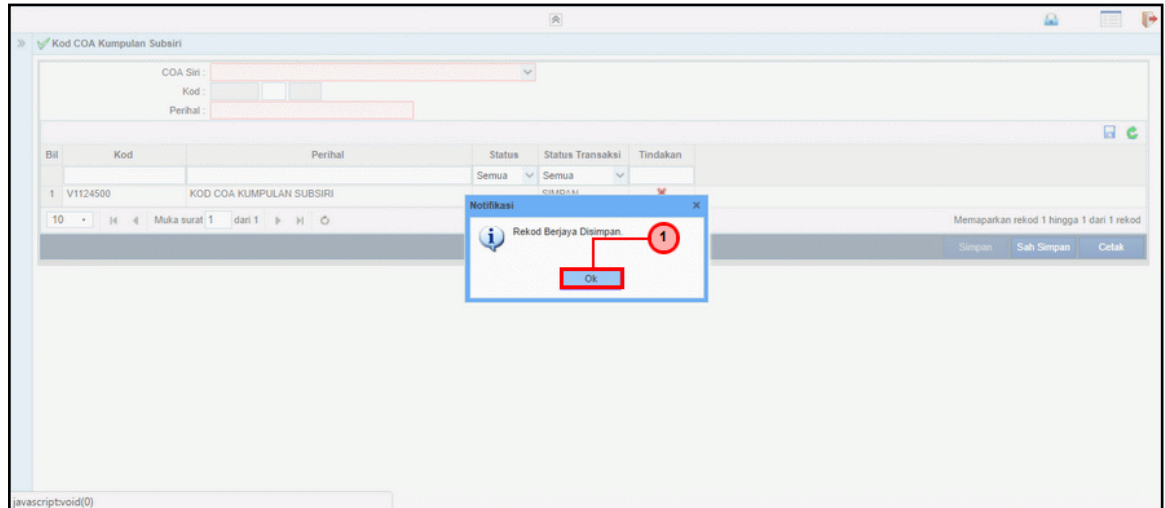 Kod COA Kumpulan Subsiri
COA Siri :
Kod :
Perihal :
Bil Kod Perihal Status Status Transaksi Tindakan
Semua Semua
1 V1124500 KOD COA KUMPULAN SUBSIRI SIMPAN
10 Muka surat 1 dari 1 Memaparkan rekod 1 hingga 1 dari 1 rekod
Notifikasi x
Rekod Berjaya Disimpan.
1
Ok
Simpan Sah Simpan Cetak
javascript:void(0)